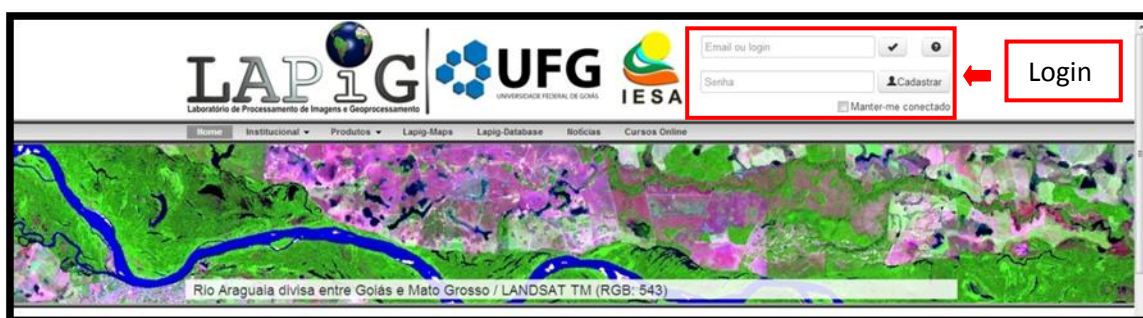 LAPIG
Laboratório de Processamento de Imagens e Geoprocessamento
UFG
UNIVERSIDADE FEDERAL DE GOIÁS
IESA
Email ou login
Senha
Cadastrar
Manter-me conectado
Login
Home Institucional Produtos Lapig-Maps Lapig-Database Notícias Cursos Online
Rio Araguaia divisa entre Goiás e Mato Grosso / LANDSAT TM (RGB: 543)